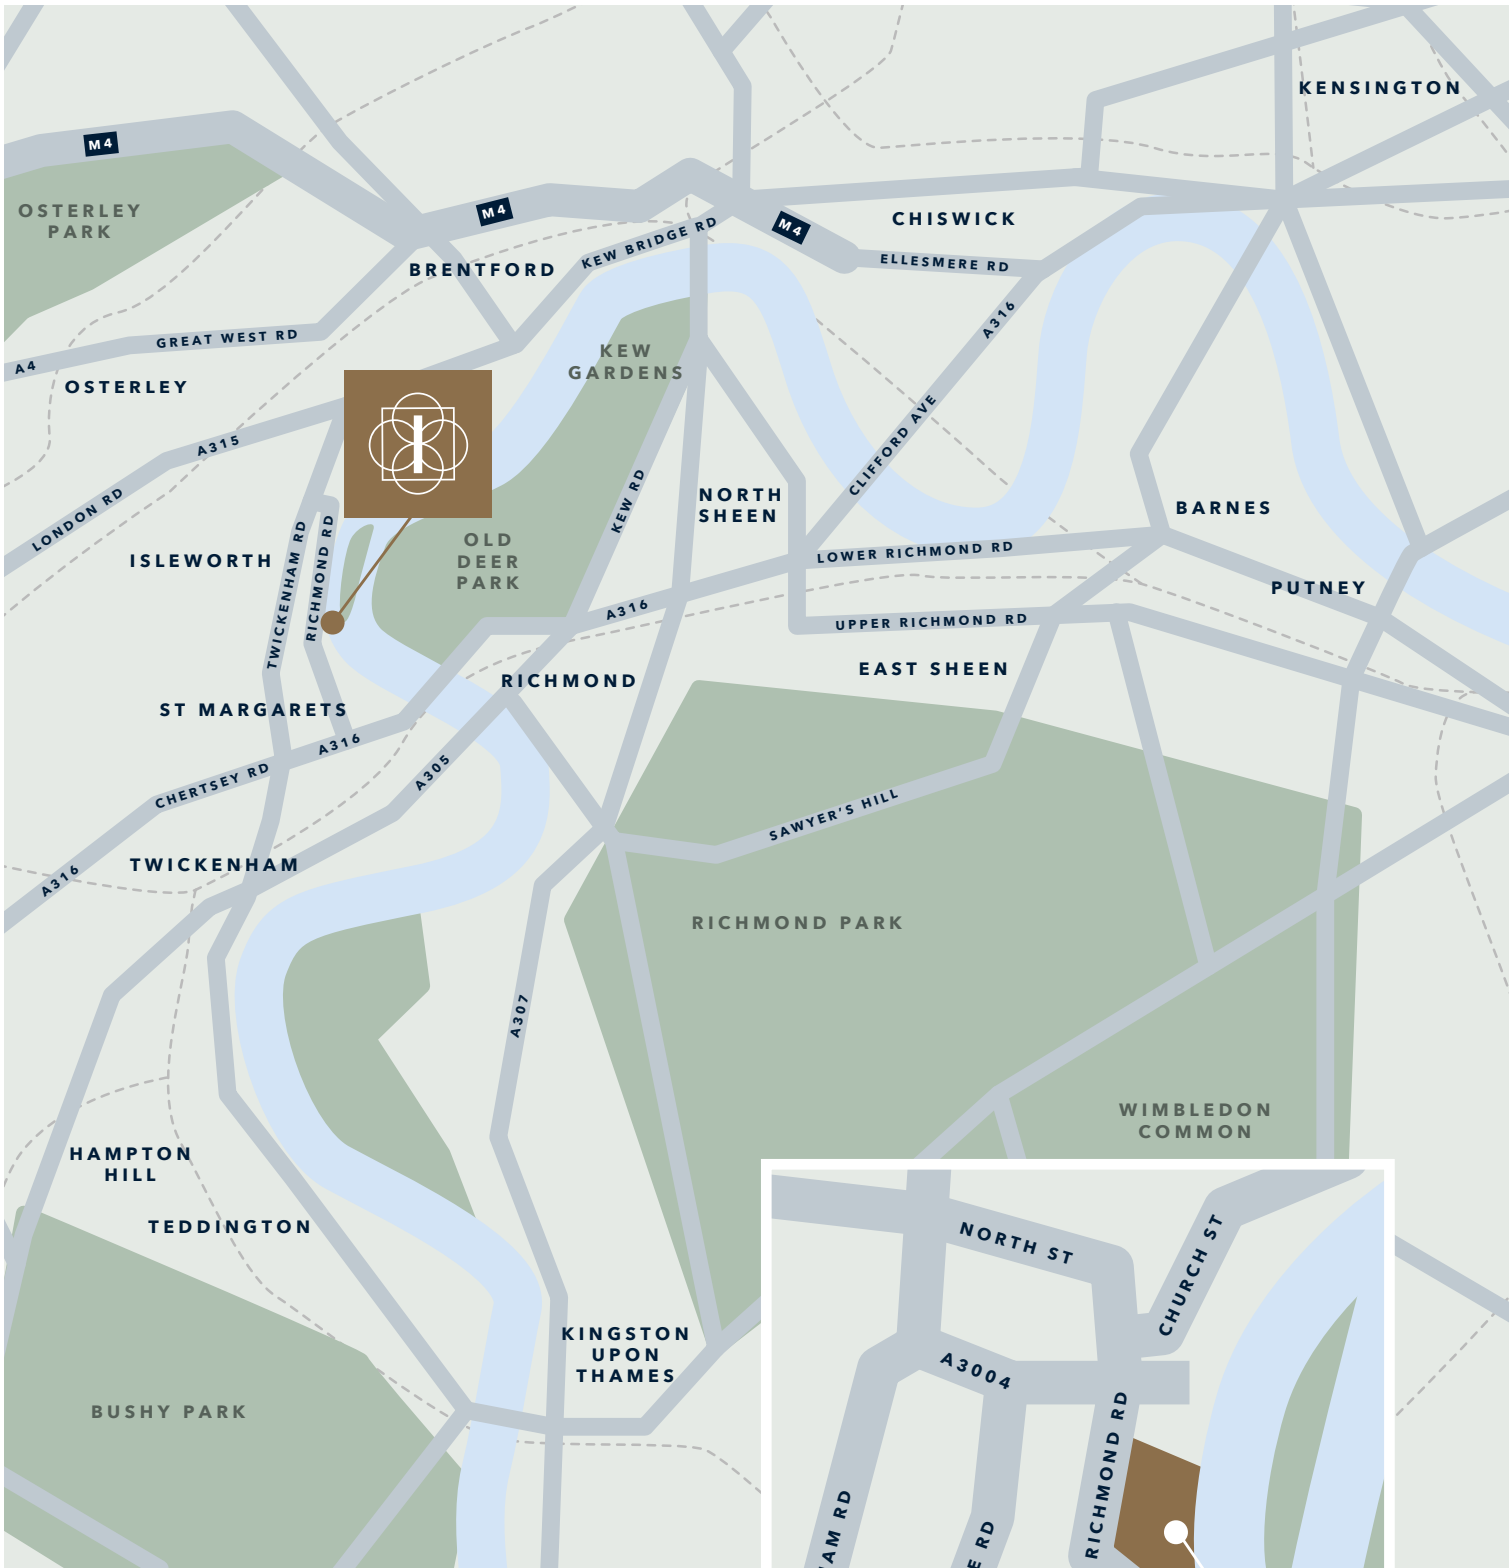 KENSINGTON
M4
OSTERLEY
PARK
M4
CHISWICK
M4
KEW BRIDGE RD
BRENTFORD
ELLESMERE RD
A316
GREAT WEST RD
A4
OSTERLEY
KEW
GARDENS
CLIFFORD AVE
A315
LONDON RD
NORTH
SHEEN
KEW RD
BARNES
ISLEWORTH
TWICKENHAM RD
RICHMOND RD
OLD
DEER
PARK
LOWER RICHMOND RD
PUTNEY
A316
UPPER RICHMOND RD
EAST SHEEN
RICHMOND
ST MARGARETS
A316
A305
CHERTSEY RD
SAWYER'S HILL
TWICKENHAM
A316
RICHMOND PARK
A307
WIMBLEDON
COMMON
HAMPTON
HILL
TEDDINGTON
KINGSTON
UPON
THAMES
BUSHY PARK
NORTH ST
CHURCH ST
A3004
RICHMOND RD
AM RD
E RD